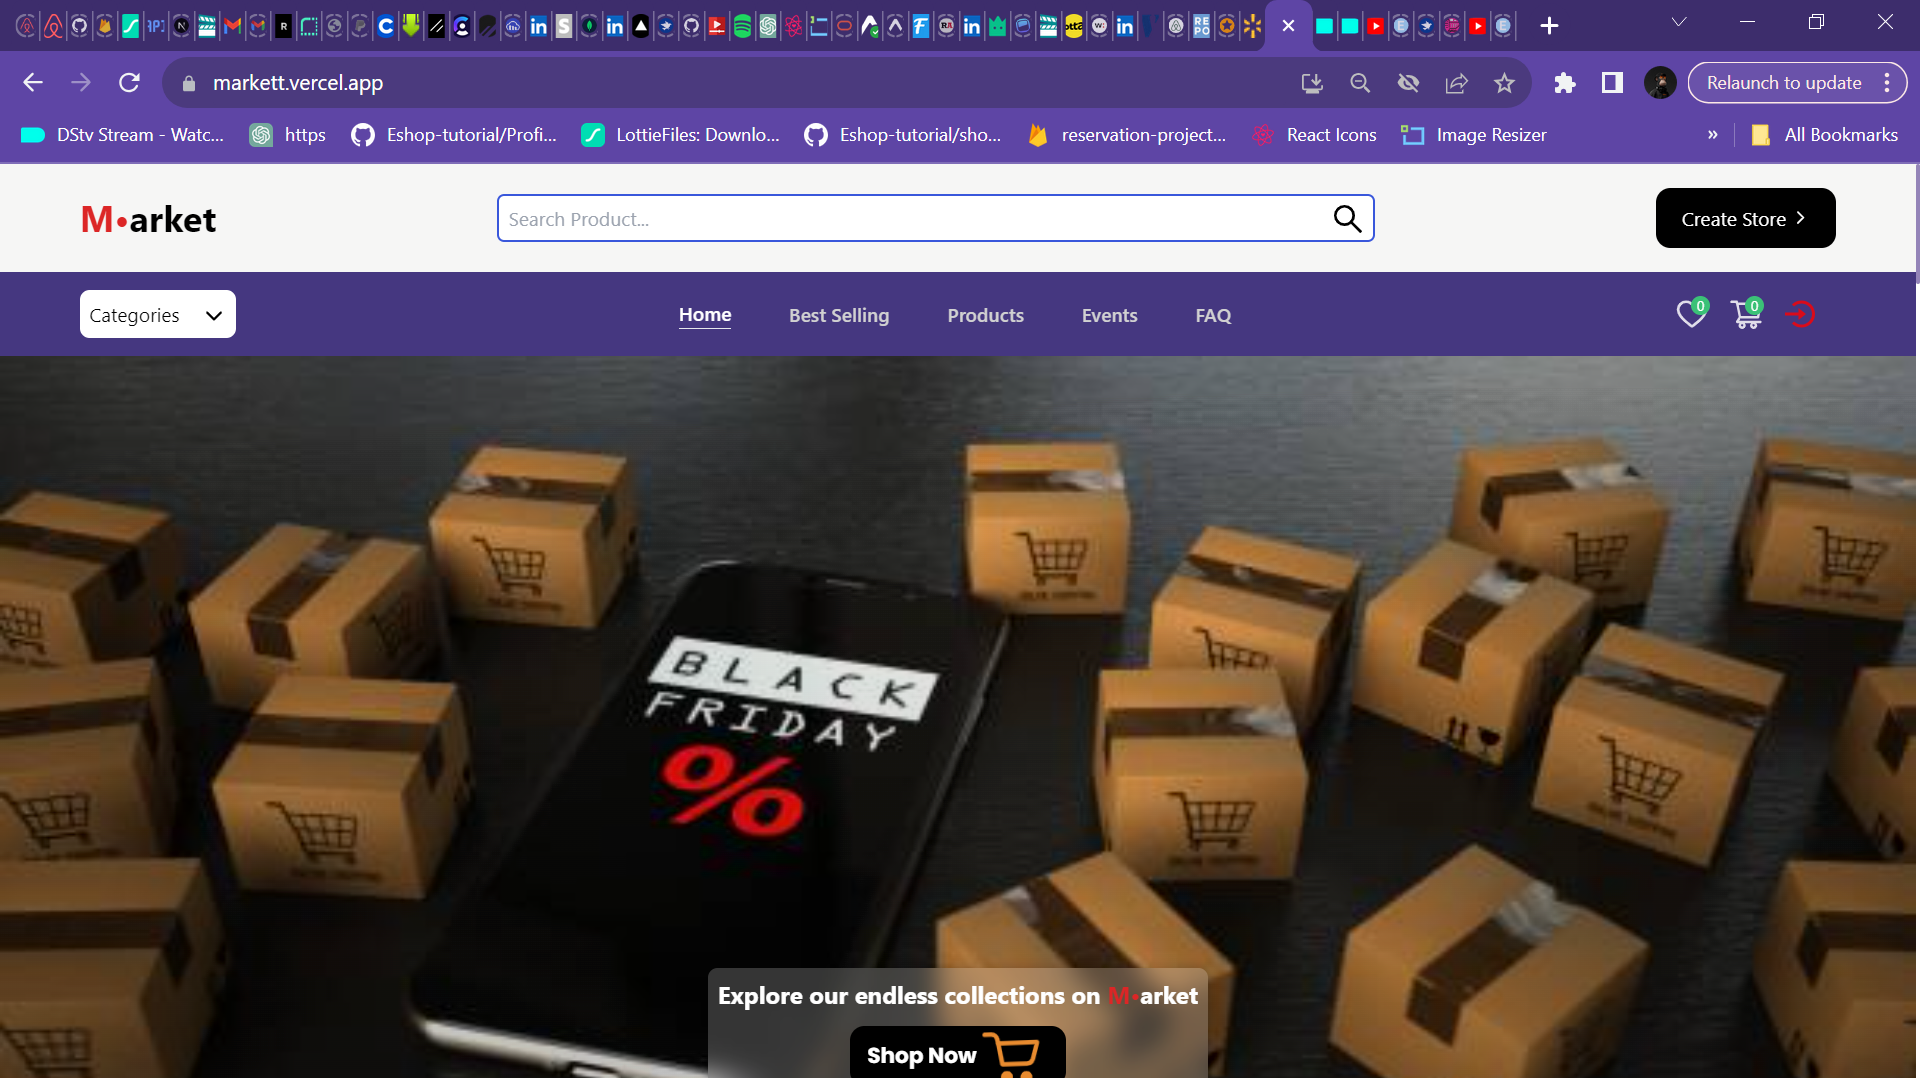 markett.vercel.app
Relaunch to update
DStv Stream - Watc...
https
Eshop-tutorial/Profi...
LottieFiles: Downlo...
Eshop-tutorial/sho...
reservation-project...
React Icons
Image Resizer
»
All Bookmarks
M•arket
Search Product...
Create Store
Categories
Home
Best Selling
Products
Events
FAQ
0
0
BLACK
FRIDAY
%
Explore our endless collections on M•arket
Shop Now